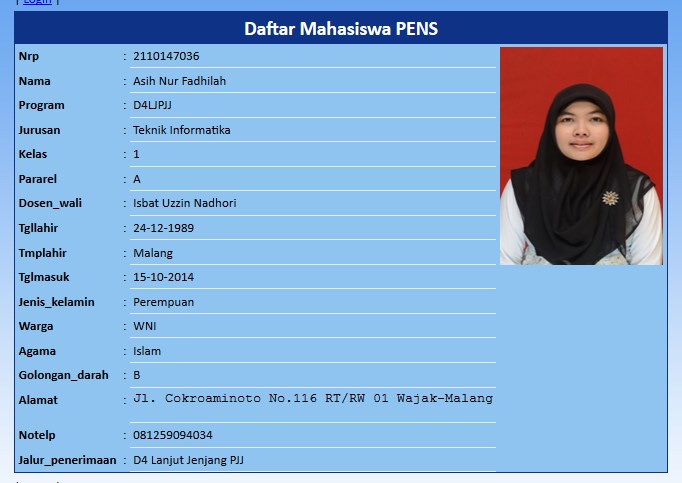 | Login |
Daftar Mahasiswa PENS
Nrp : 2110147036
Nama : Asih Nur Fadhilah
Program : D4LJPJJ
Jurusan : Teknik Informatika
Kelas : 1
Pararel : A
Dosen_wali : Isbat Uzzin Nadhori
Tgllahir : 24-12-1989
Tmplahir : Malang
Tglmasuk : 15-10-2014
Jenis_kelamin : Perempuan
Warga : WNI
Agama : Islam
Golongan_darah : B
Alamat : Jl. Cokroaminoto No.116 RT/RW 01 Wajak-Malang
Notelp : 081259094034
Jalur_penerimaan : D4 Lanjut Jenjang PJJ